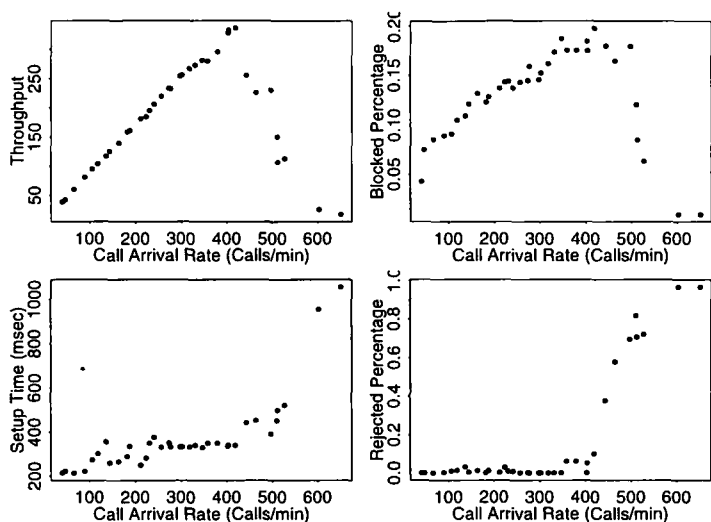 Throughput
50 150 250
100 200 300 400 500 600
Call Arrival Rate (Calls/min)
Blocked Percentage
0.05 0.10 0.15 0.20
100 200 300 400 500 600
Call Arrival Rate (Calls/min)
Setup Time (msec)
200 400 600 800 1000
100 200 300 400 500 600
Call Arrival Rate (Calls/min)
Rejected Percentage
0.0 0.2 0.4 0.6 0.8 1.0
100 200 300 400 500 600
Call Arrival Rate (Calls/min)